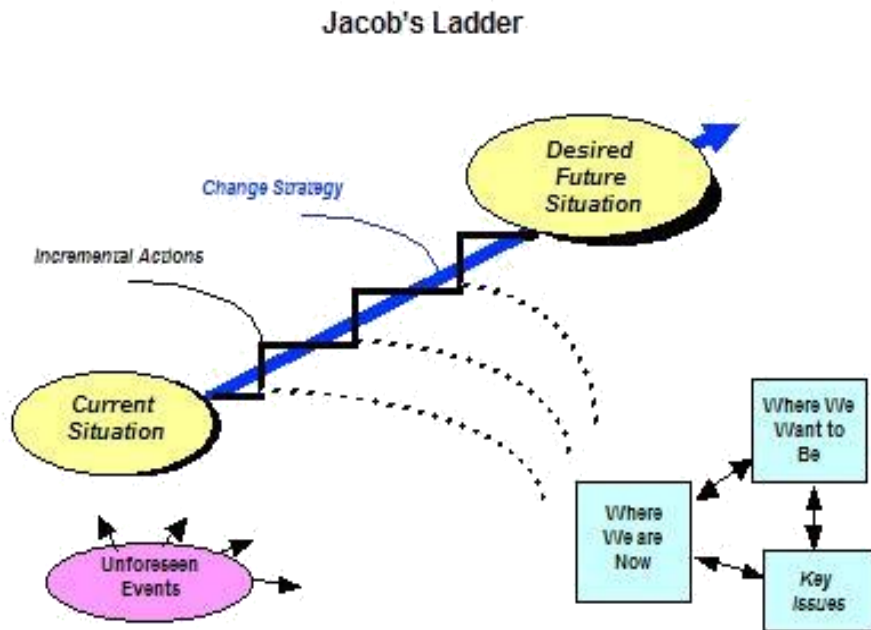 Jacob's Ladder
Desired
Future
Situation
Change Strategy
Incremental Actions
Current
Situation
Where We
Want to
Be
Where
We are
Now
Key
Issues
Unforeseen
Events